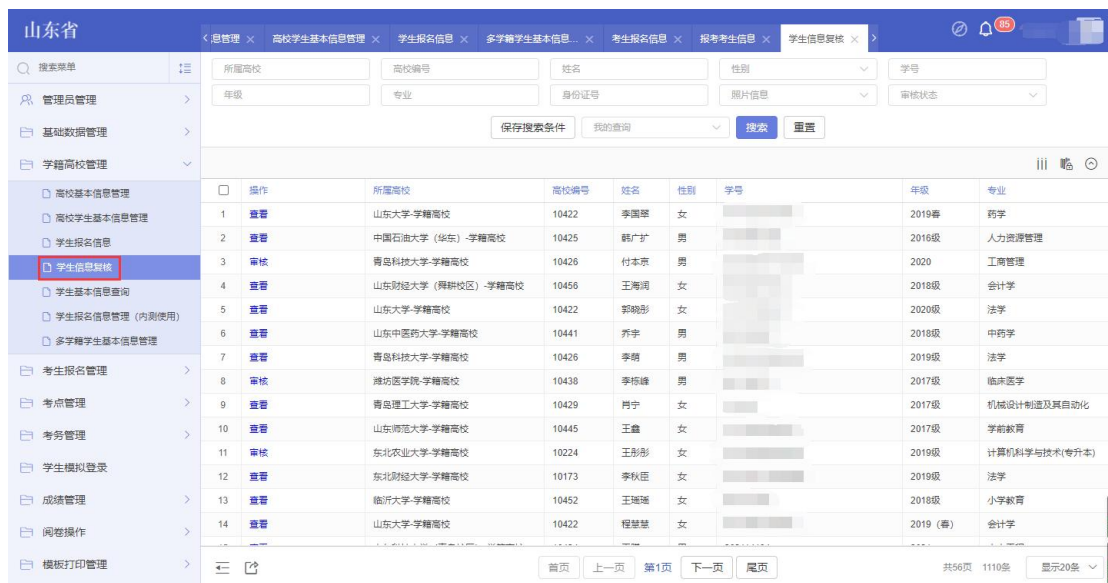 山东省
息管理 × 高校学生基本信息管理 × 学生报名信息 × 多学籍学生基本信息... × 考生报名信息 × 报考考生信息 × 学生信息复核 ×
85
搜索菜单
所属高校 高校编号 姓名 性别 学号
年级 专业 身份证号 照片信息 审核状态
保存搜索条件 我的查询 搜索 重置
管理员管理
基础数据管理
学籍高校管理
高校基本信息管理
高校学生基本信息管理
学生报名信息
学生信息复核
学生基本信息查询
学生报名信息管理（内测使用）
多学籍学生基本信息管理
考生报名管理
考点管理
考务管理
学生模拟登录
成绩管理
阅卷操作
模板打印管理
操作 所属高校 高校编号 姓名 性别 学号 年级 专业
1 查看 山东大学-学籍高校 10422 李国翠 女 2019春 药学
2 查看 中国石油大学（华东）-学籍高校 10425 韩广扩 男 2016级 人力资源管理
3 审核 青岛科技大学-学籍高校 10426 付本京 男 2020 工商管理
4 查看 山东财经大学（舜耕校区）-学籍高校 10456 王海润 女 2018级 会计学
5 查看 山东大学-学籍高校 10422 郭晓彤 女 2020级 法学
6 查看 山东中医药大学-学籍高校 10441 乔宇 男 2018级 中药学
7 查看 青岛科技大学-学籍高校 10426 李萌 男 2019级 法学
8 审核 潍坊医学院-学籍高校 10438 李栋峰 男 2017级 临床医学
9 查看 青岛理工大学-学籍高校 10429 肖宁 女 2017级 机械设计制造及其自动化
10 查看 山东师范大学-学籍高校 10445 王鑫 女 2017级 学前教育
11 审核 东北农业大学-学籍高校 10224 王彤彤 女 2019级 计算机科学与技术(专升本)
12 查看 东北财经大学-学籍高校 10173 李秋臣 女 2019级 法学
13 查看 临沂大学-学籍高校 10452 王瑶瑶 女 2018级 小学教育
14 查看 山东大学-学籍高校 10422 程慧慧 女 2019（春） 会计学
首页 上一页 第1页 下一页 尾页 共56页 1110条 显示20条